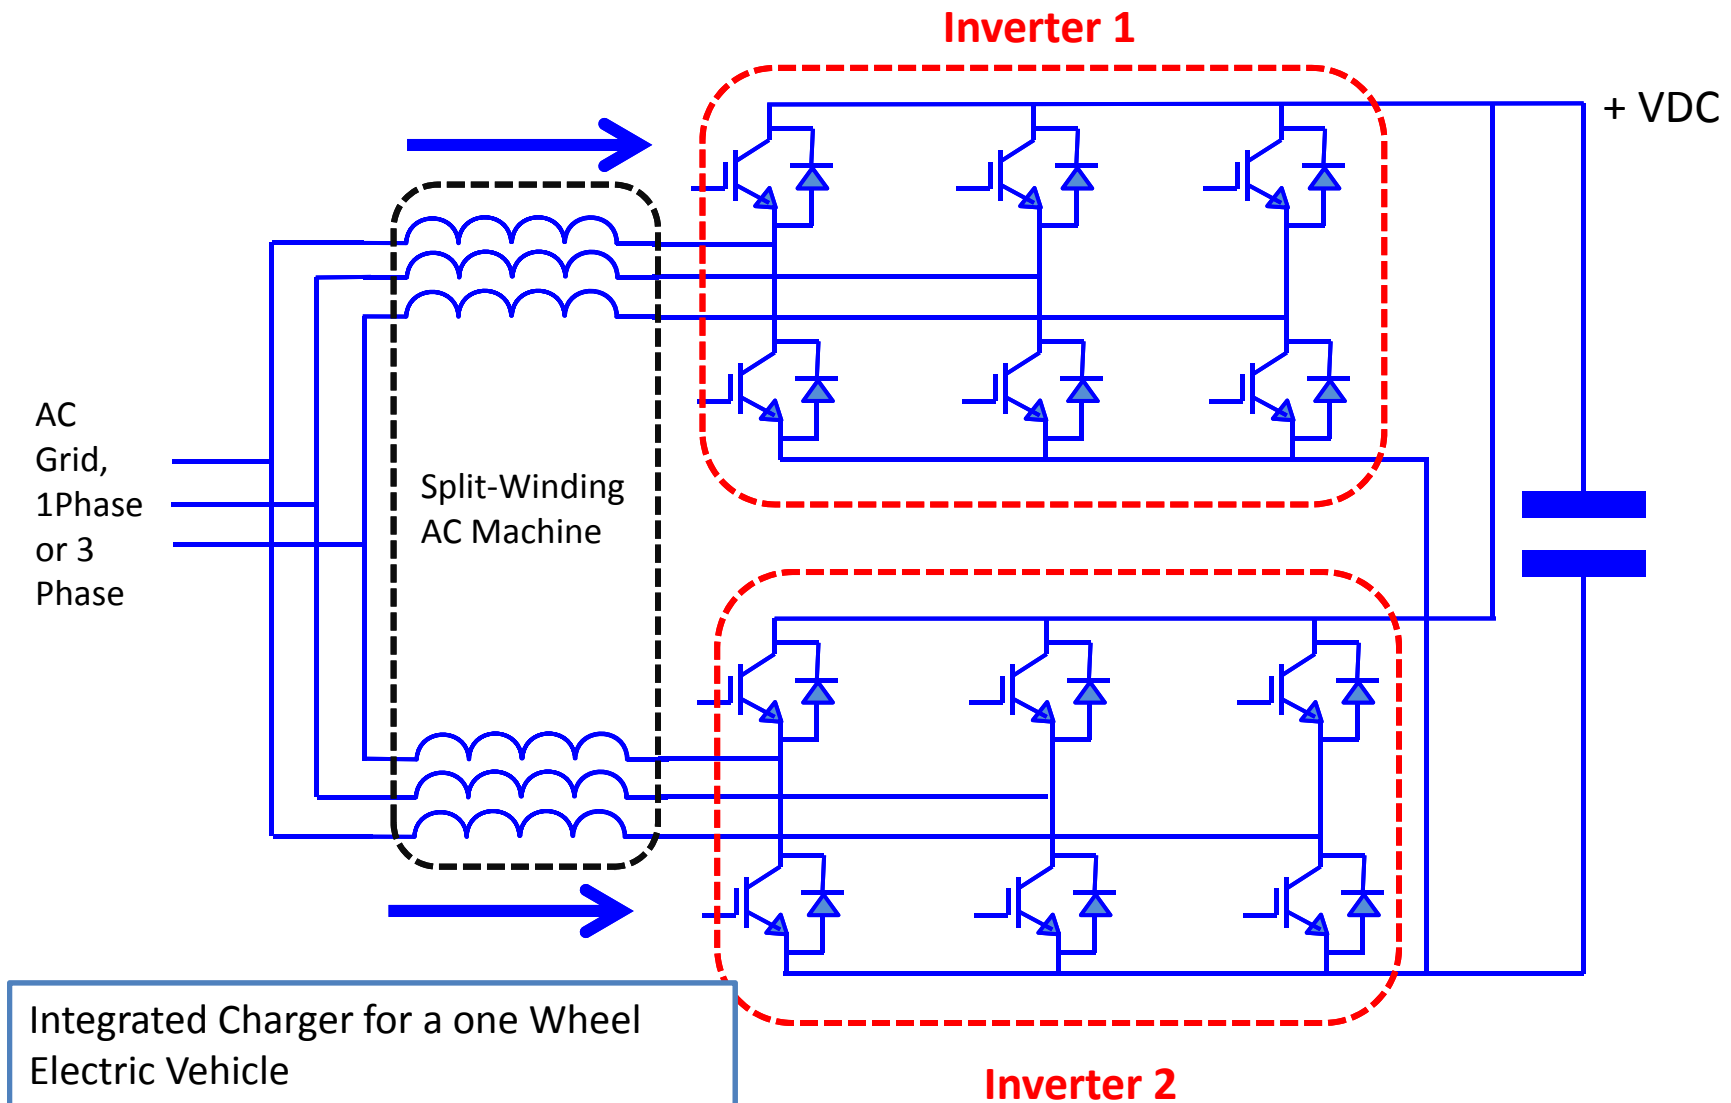 Inverter 1
+ VDC
AC
Grid,
1Phase
or 3
Phase
Split-Winding
AC Machine
Integrated Charger for a one Wheel
Electric Vehicle
Inverter 2